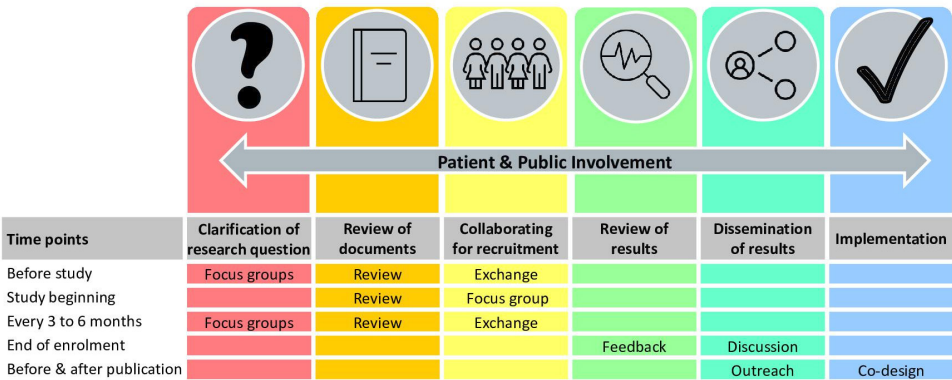 Patient & Public Involvement
Time points
Clarification of
research question
Review of
documents
Collaborating
for recruitment
Review of
results
Dissemination
of results
Implementation
Before study Focus groups Review Exchange
Study beginning Review Focus group
Every 3 to 6 months Focus groups Review Exchange
End of enrolment Feedback Discussion
Before & after publication Outreach Co-design